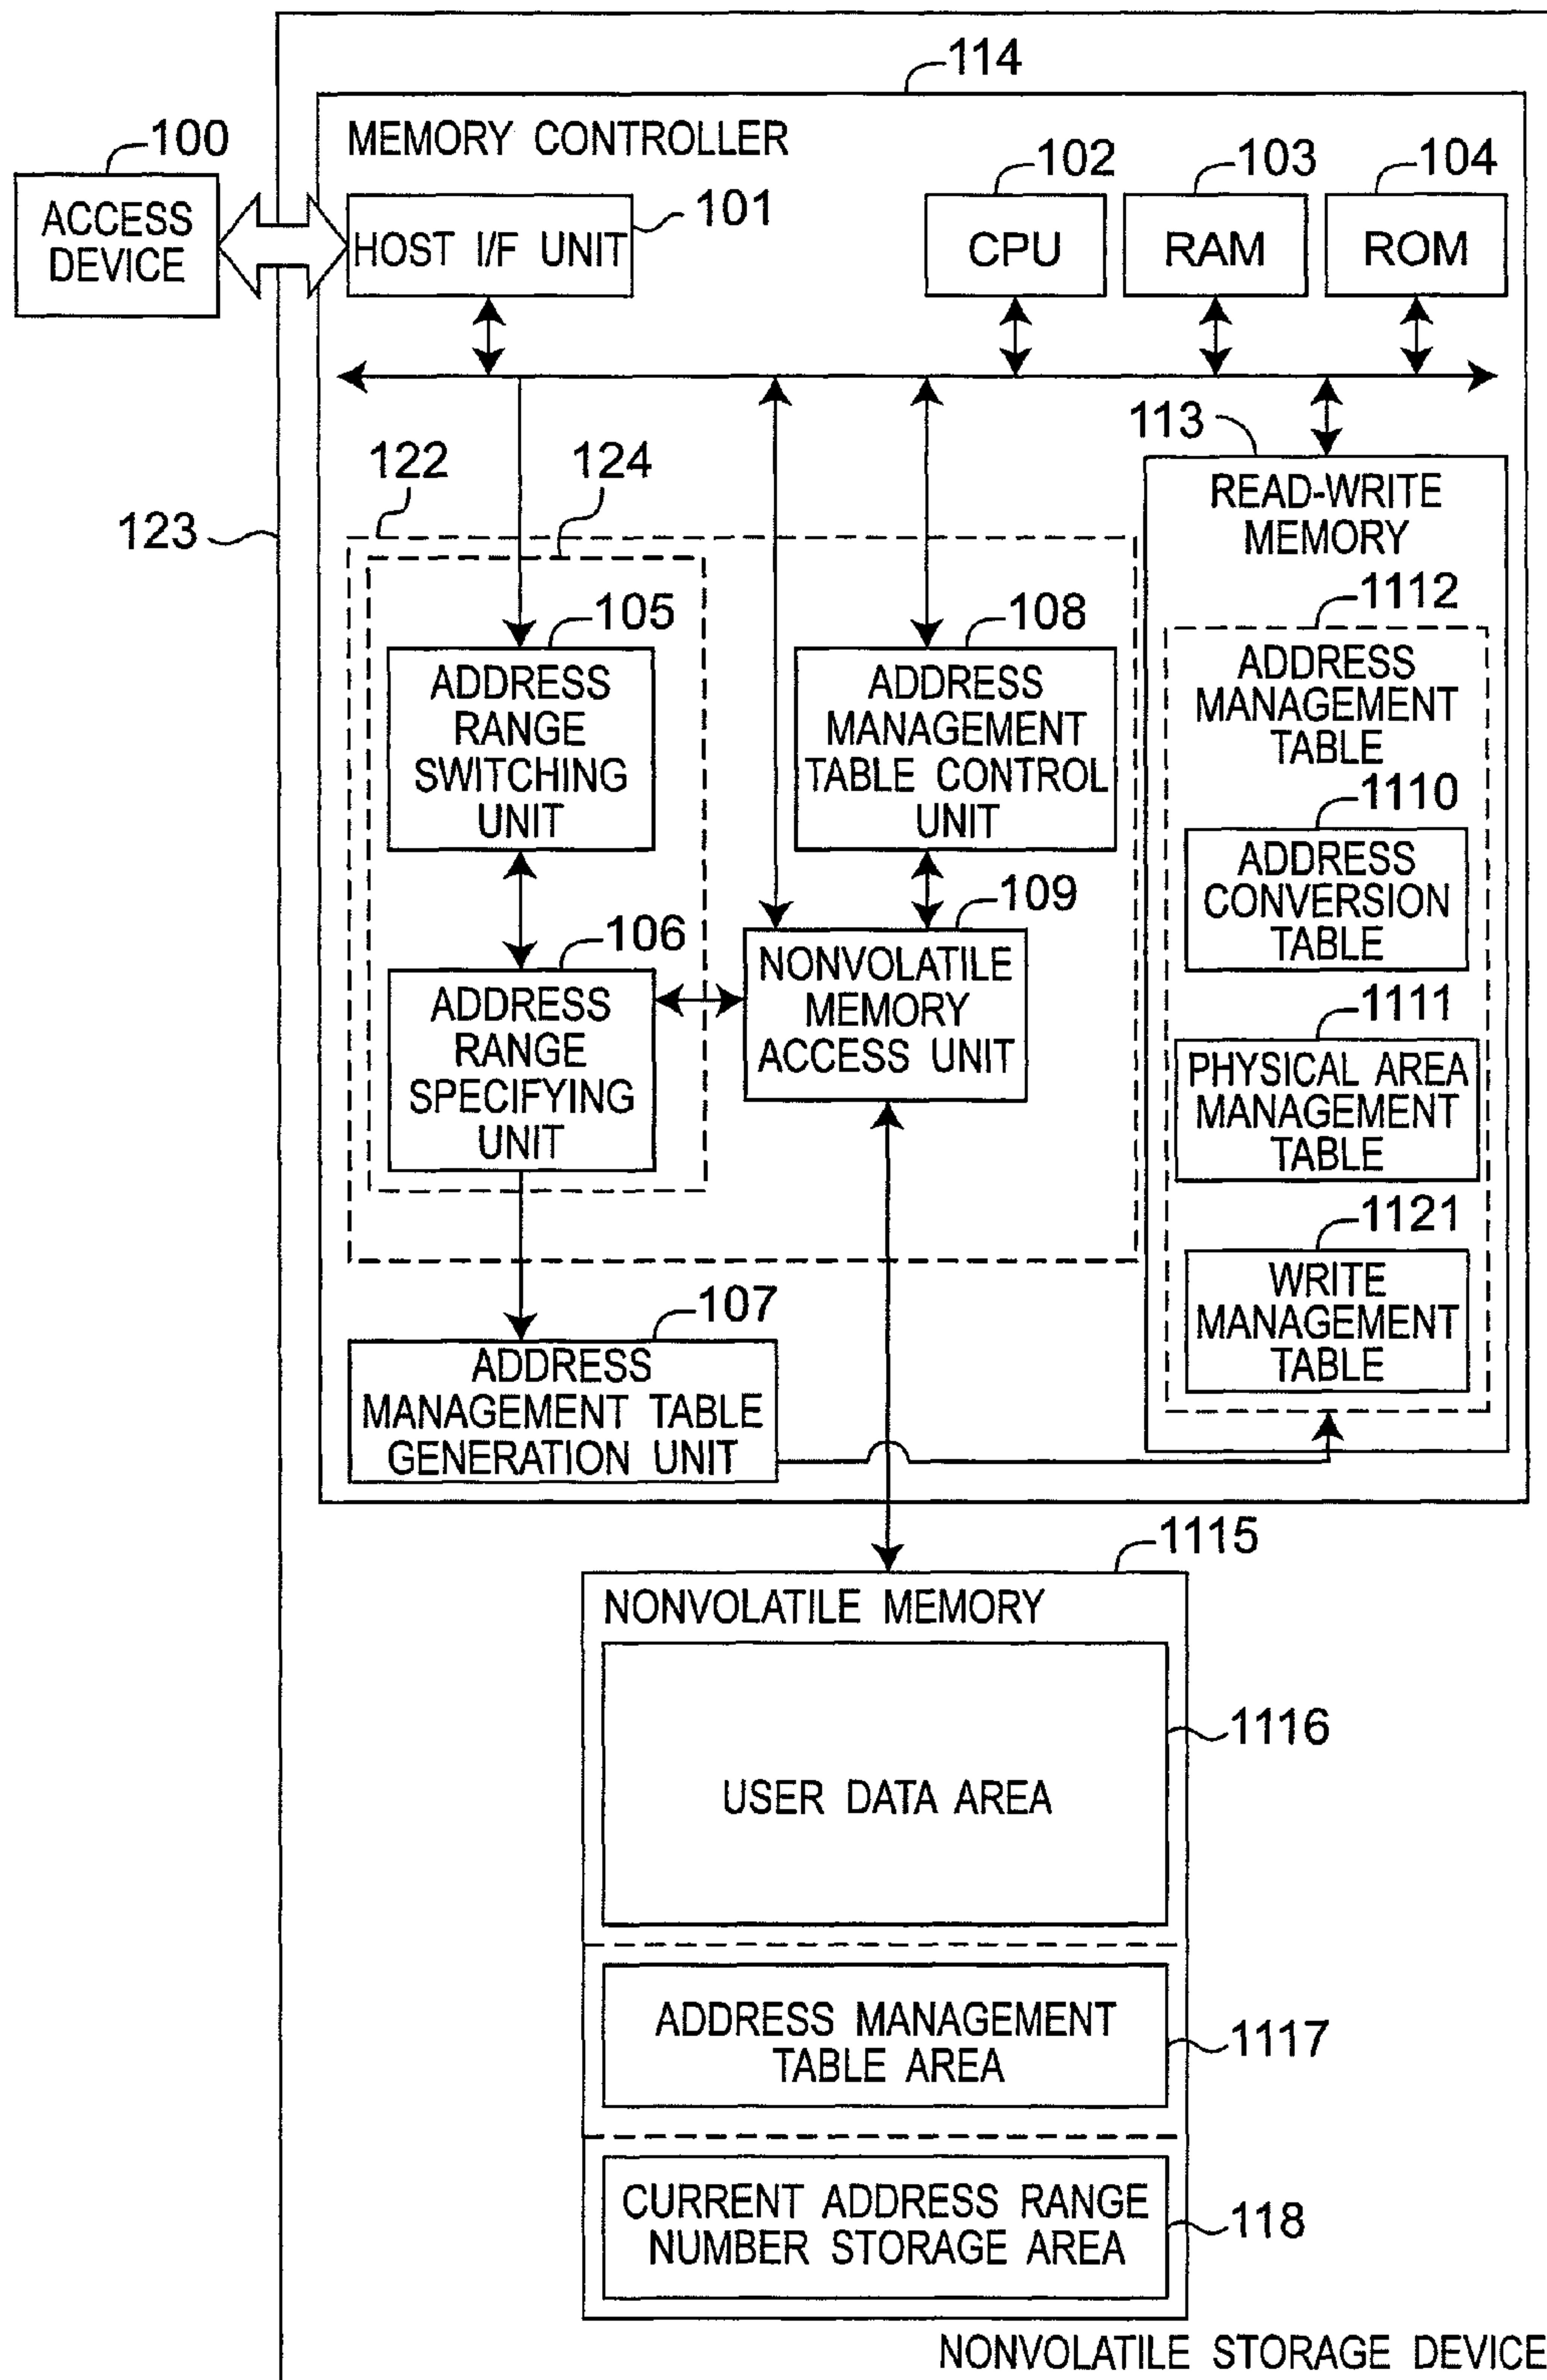 114
100
MEMORY CONTROLLER
ACCESS
DEVICE
101
HOST I/F UNIT
102
CPU
103
RAM
104
ROM
113
122
124
123
READ-WRITE
MEMORY
105
ADDRESS
RANGE
SWITCHING
UNIT
108
ADDRESS
MANAGEMENT
TABLE CONTROL
UNIT
1112
ADDRESS
MANAGEMENT
TABLE
1110
ADDRESS
CONVERSION
TABLE
106
ADDRESS
RANGE
SPECIFYING
UNIT
109
NONVOLATILE
MEMORY
ACCESS UNIT
1111
PHYSICAL AREA
MANAGEMENT
TABLE
1121
WRITE
MANAGEMENT
TABLE
107
ADDRESS
MANAGEMENT TABLE
GENERATION UNIT
1115
NONVOLATILE MEMORY
1116
USER DATA AREA
ADDRESS MANAGEMENT
TABLE AREA
1117
CURRENT ADDRESS RANGE
NUMBER STORAGE AREA
118
NONVOLATILE STORAGE DEVICE